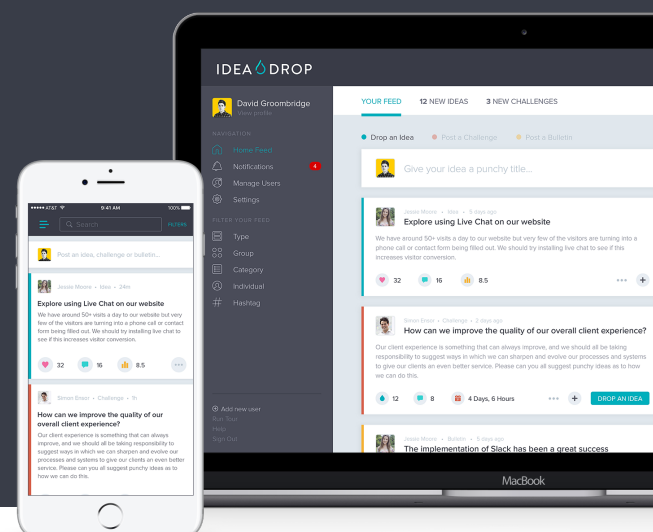 IDEA DROP
David Groombridge
View profile
NAVIGATION
Home Feed
Notifications
4
Manage Users
Settings
FILTER YOUR FEED
Type
Group
Category
Individual
Hashtag
Add new user
Run Tour
Help
Sign Out
YOUR FEED 12 NEW IDEAS 3 NEW CHALLENGES
Drop an Idea Post a Challenge Post a Bulletin
Give your idea a punchy title...
Jessie Moore • Idea • 5 days ago
Explore using Live Chat on our website
We have around 50+ visits a day to our website but very few of the visitors are turning into a
phone call or contact form being filled out. We should try installing live chat to see if this
increases visitor conversion.
32 16 8.5
Simon Ensor • Challenge • 2 days ago
How can we improve the quality of our overall client experience?
Our client experience is something that can always improve, and we should all be taking
responsibility to suggest ways in which we can sharpen and evolve our processes and systems
to give our clients an even better service. Please can you all suggest punchy ideas as to how
we can do this.
12 8 4 Days, 6 Hours DROP AN IDEA
Jessie Moore • Bulletin • 5 days ago
The implementation of Slack has been a great success
MacBook
AT&T 9:41 AM 100%
Search FILTERS
Post an idea, challenge or bulletin...
Jessie Moore • Idea • 24m
Explore using Live Chat on our website
We have around 50+ visits a day to our website but very
few of the visitors are turning into a phone call or contact
form being filled out. We should try installing live chat to
see if this increases visitor conversion.
32 16 8.5
Simon Ensor • Challenge • 1h
How can we improve the quality of our
overall client experience?
Our client experience is something that can always
improve, and we should all be taking responsibility to
suggest ways in which we can sharpen and evolve our
processes and systems to give our clients an even better
service. Please can you all suggest punchy ideas as to
how we can do this.